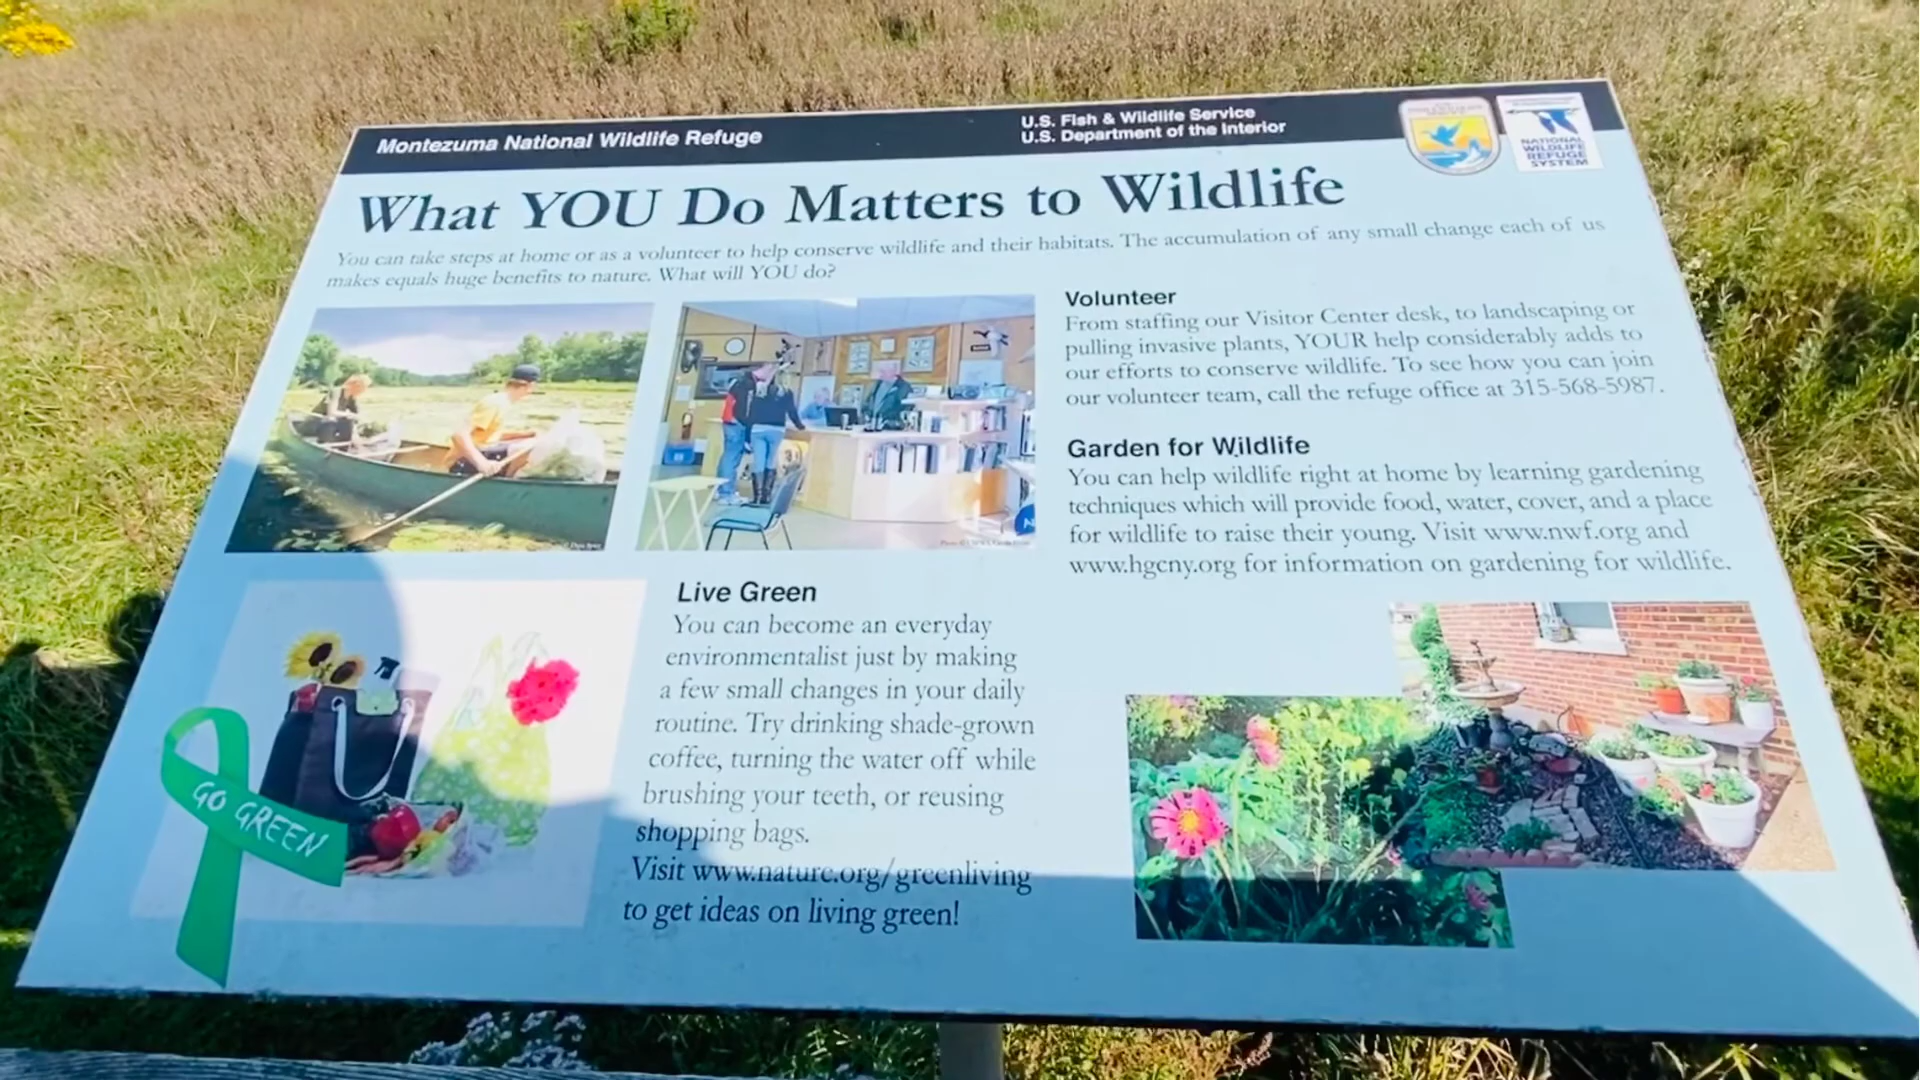 Montezuma National Wildlife Refuge
U.S. Fish & Wildlife Service
U.S. Department of the Interior
NATIONAL
WILDLIFE
REFUGE
SYSTEM
What YOU Do Matters to Wildlife
You can take steps at home or as a volunteer to help conserve wildlife and their habitats. The accumulation of any small change each of us
makes equals huge benefits to nature. What will YOU do?
Volunteer
From staffing our Visitor Center desk, to landscaping or
pulling invasive plants, YOUR help considerably adds to
our efforts to conserve wildlife. To see how you can join
our volunteer team, call the refuge office at 315-568-5987.
Garden for Wildlife
You can help wildlife right at home by learning gardening
techniques which will provide food, water, cover, and a place
for wildlife to raise their young. Visit www.nwf.org and
www.hgcny.org for information on gardening for wildlife.
Live Green
You can become an everyday
environmentalist just by making
a few small changes in your daily
routine. Try drinking shade-grown
coffee, turning the water off while
brushing your teeth, or reusing
shopping bags.
Visit www.nature.org/greenliving
to get ideas on living green!
GO GREEN